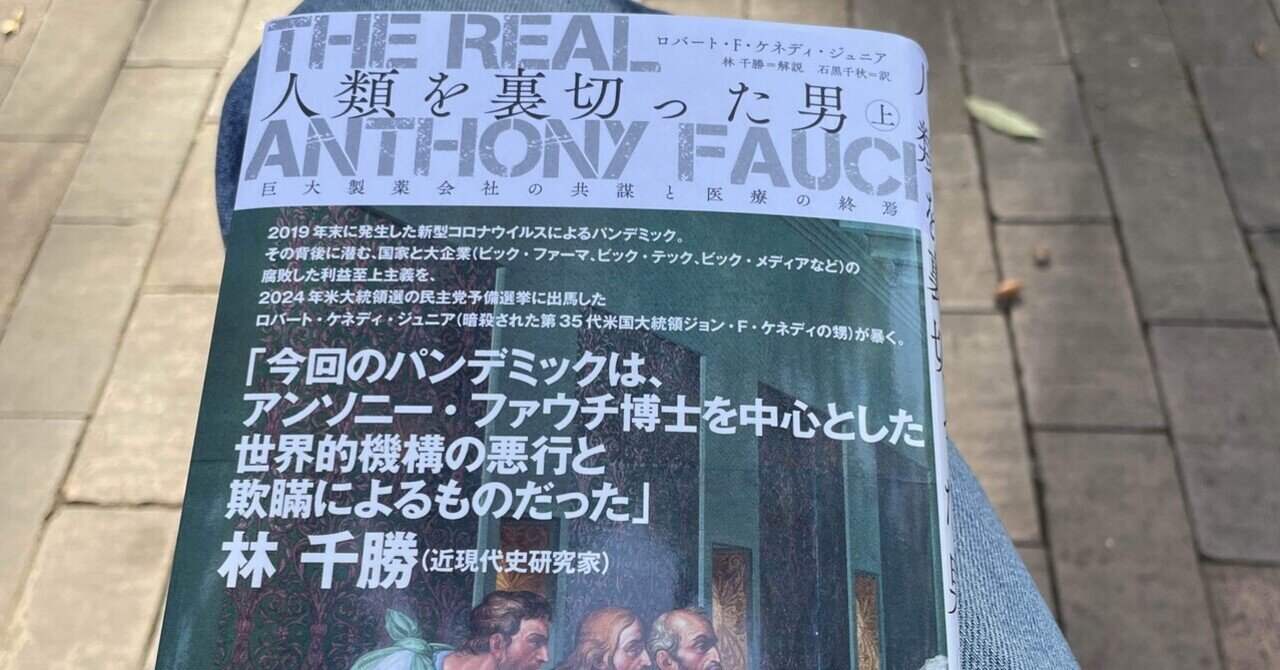 THE REAL
ロバート・F・ケネディ・ジュニア
林 千勝=解説 石黒千秋=訳
人類を裏切った男 上
ANTHONY FAUCI
巨大製薬会社の共謀と医療の終焉
2019年末に発生した新型コロナウイルスによるパンデミック。
その背後に潜む、国家と大企業(ビック・ファーマ、ビック・テック、ビック・メディアなど)の
腐敗した利益至上主義を、
2024年米大統領選の民主党予備選挙に出馬した
ロバート・ケネディ・ジュニア(暗殺された第35代米国大統領ジョン・F・ケネディの甥)が暴く。
「今回のパンデミックは、
アンソニー・ファウチ博士を中心とした
世界的機構の悪行と
欺瞞によるものだった」
林 千勝(近現代史研究家)